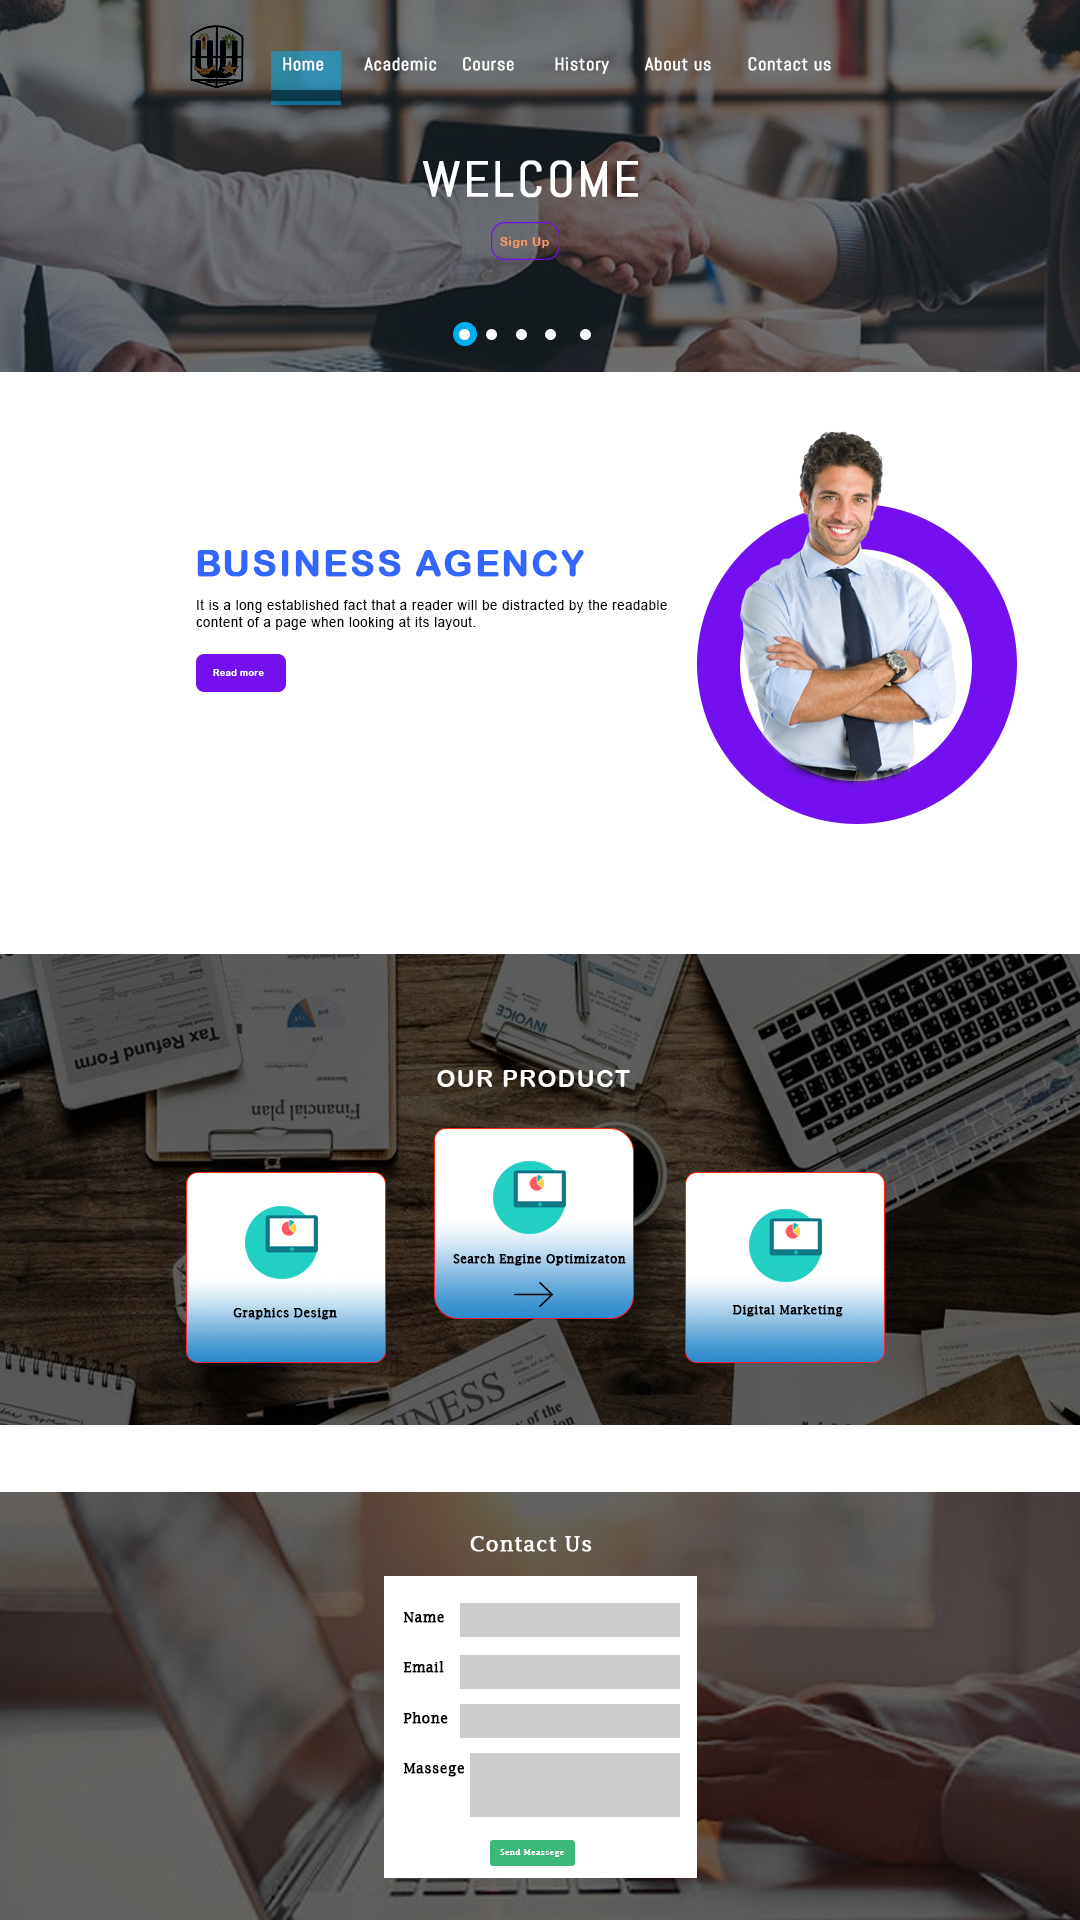 Home Academic Course History About us Contact us
WELCOME
Sign Up
BUSINESS AGENCY
It is a long established fact that a reader will be distracted by the readable
content of a page when looking at its layout.
Read more
Tax Refund Form
Financial plan
INVOICE
OUR PRODUCT
Search Engine Optimizaton
Graphics Design
Digital Marketing
of the
Contact Us
Name
Email
Phone
Massege
Send Meassege